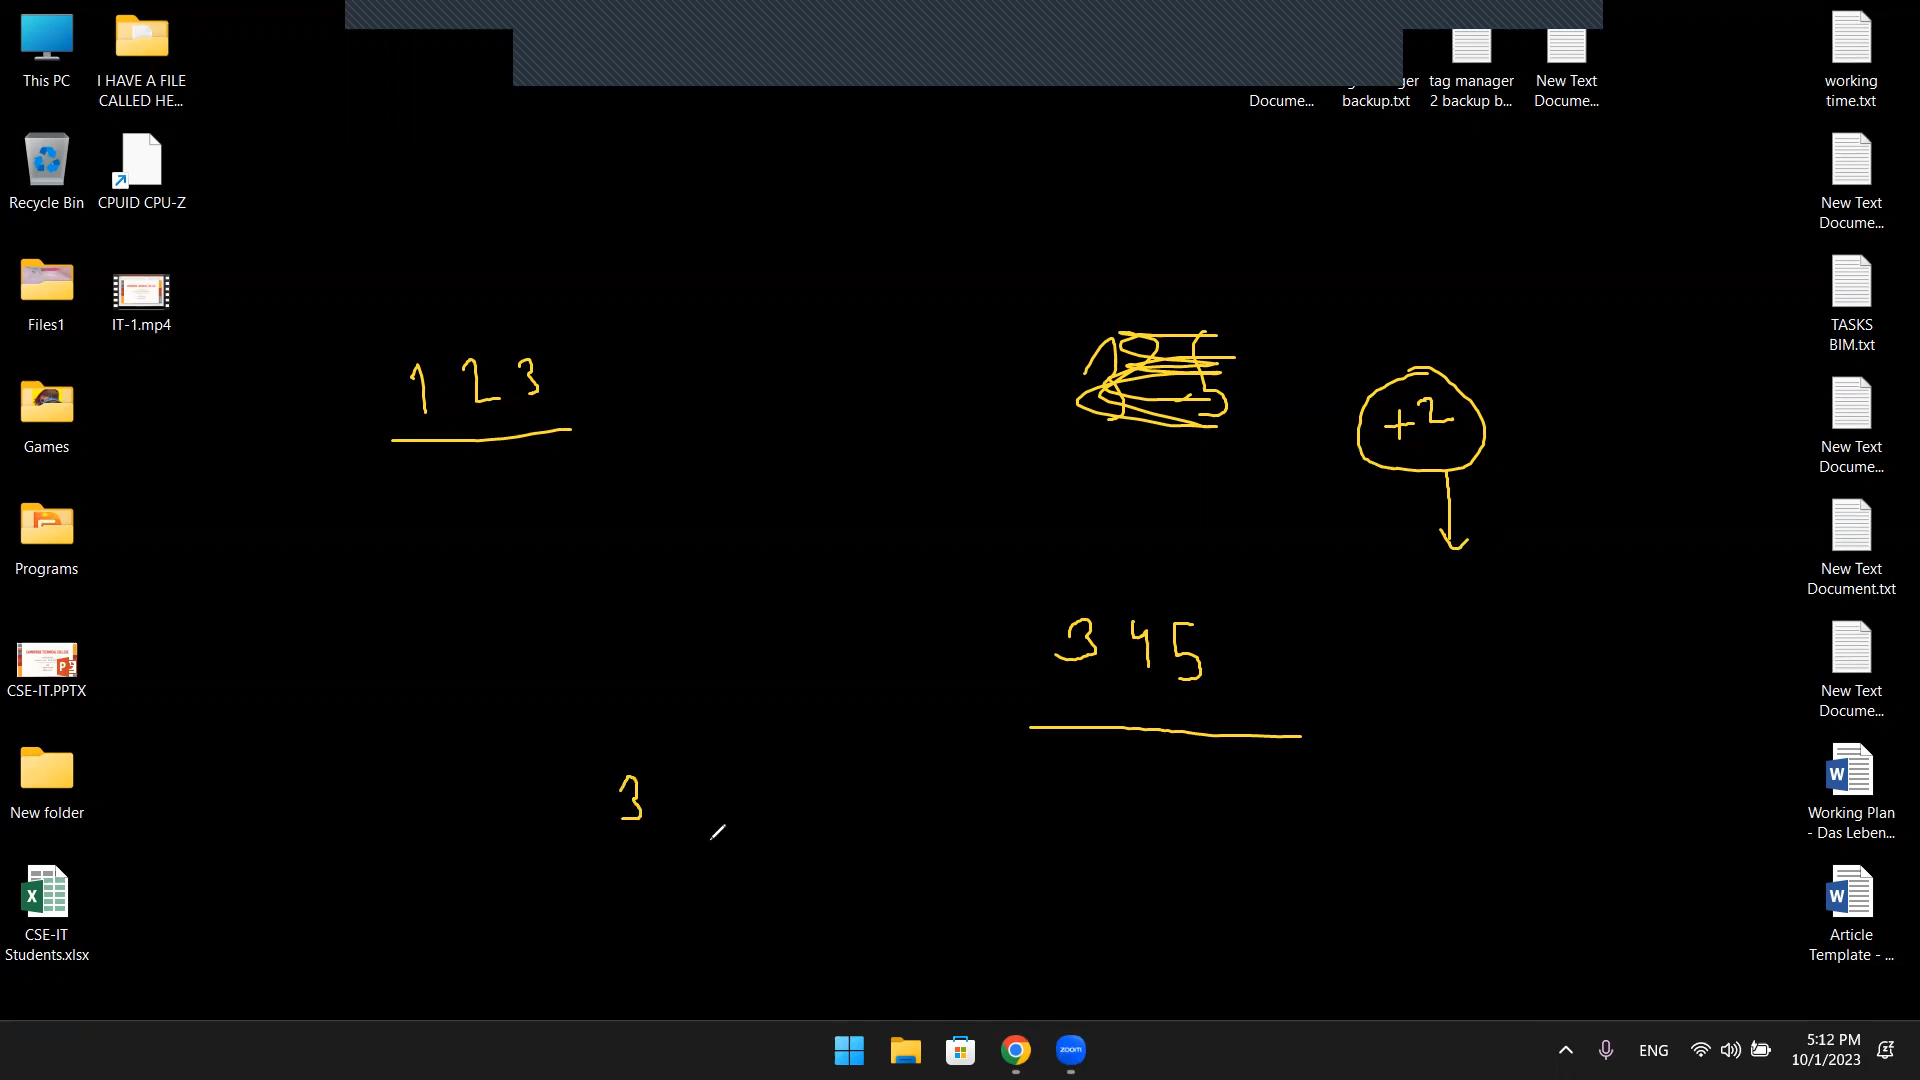 This PC
I HAVE A FILE
CALLED HE...
Recycle Bin
CPUID CPU-Z
Files1
IT-1.mp4
Games
Programs
CSE-IT.PPTX
New folder
CSE-IT
Students.xlsx
1 2 3
+2
3 4 5
3
Docume...
backup.txt
tag manager
2 backup b...
New Text
Docume...
working
time.txt
New Text
Docume...
TASKS
BIM.txt
New Text
Docume...
New Text
Document.txt
New Text
Docume...
Working Plan
- Das Leben...
Article
Template - ...
zoom
ENG
5:12 PM
10/1/2023